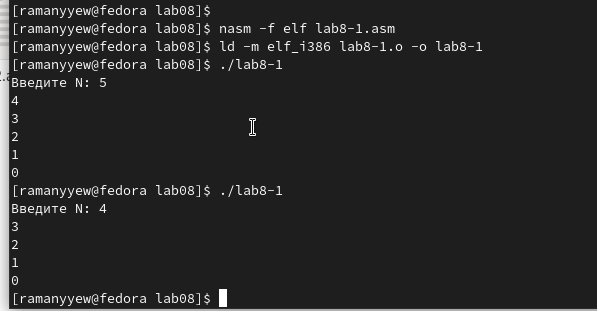 [ramanyyew@fedora lab08]$
[ramanyyew@fedora lab08]$ nasm -f elf lab8-1.asm
[ramanyyew@fedora lab08]$ ld -m elf_i386 lab8-1.o -o lab8-1
[ramanyyew@fedora lab08]$ ./lab8-1
Введите N: 5
4
3
2
1
0
[ramanyyew@fedora lab08]$ ./lab8-1
Введите N: 4
3
2
1
0
[ramanyyew@fedora lab08]$